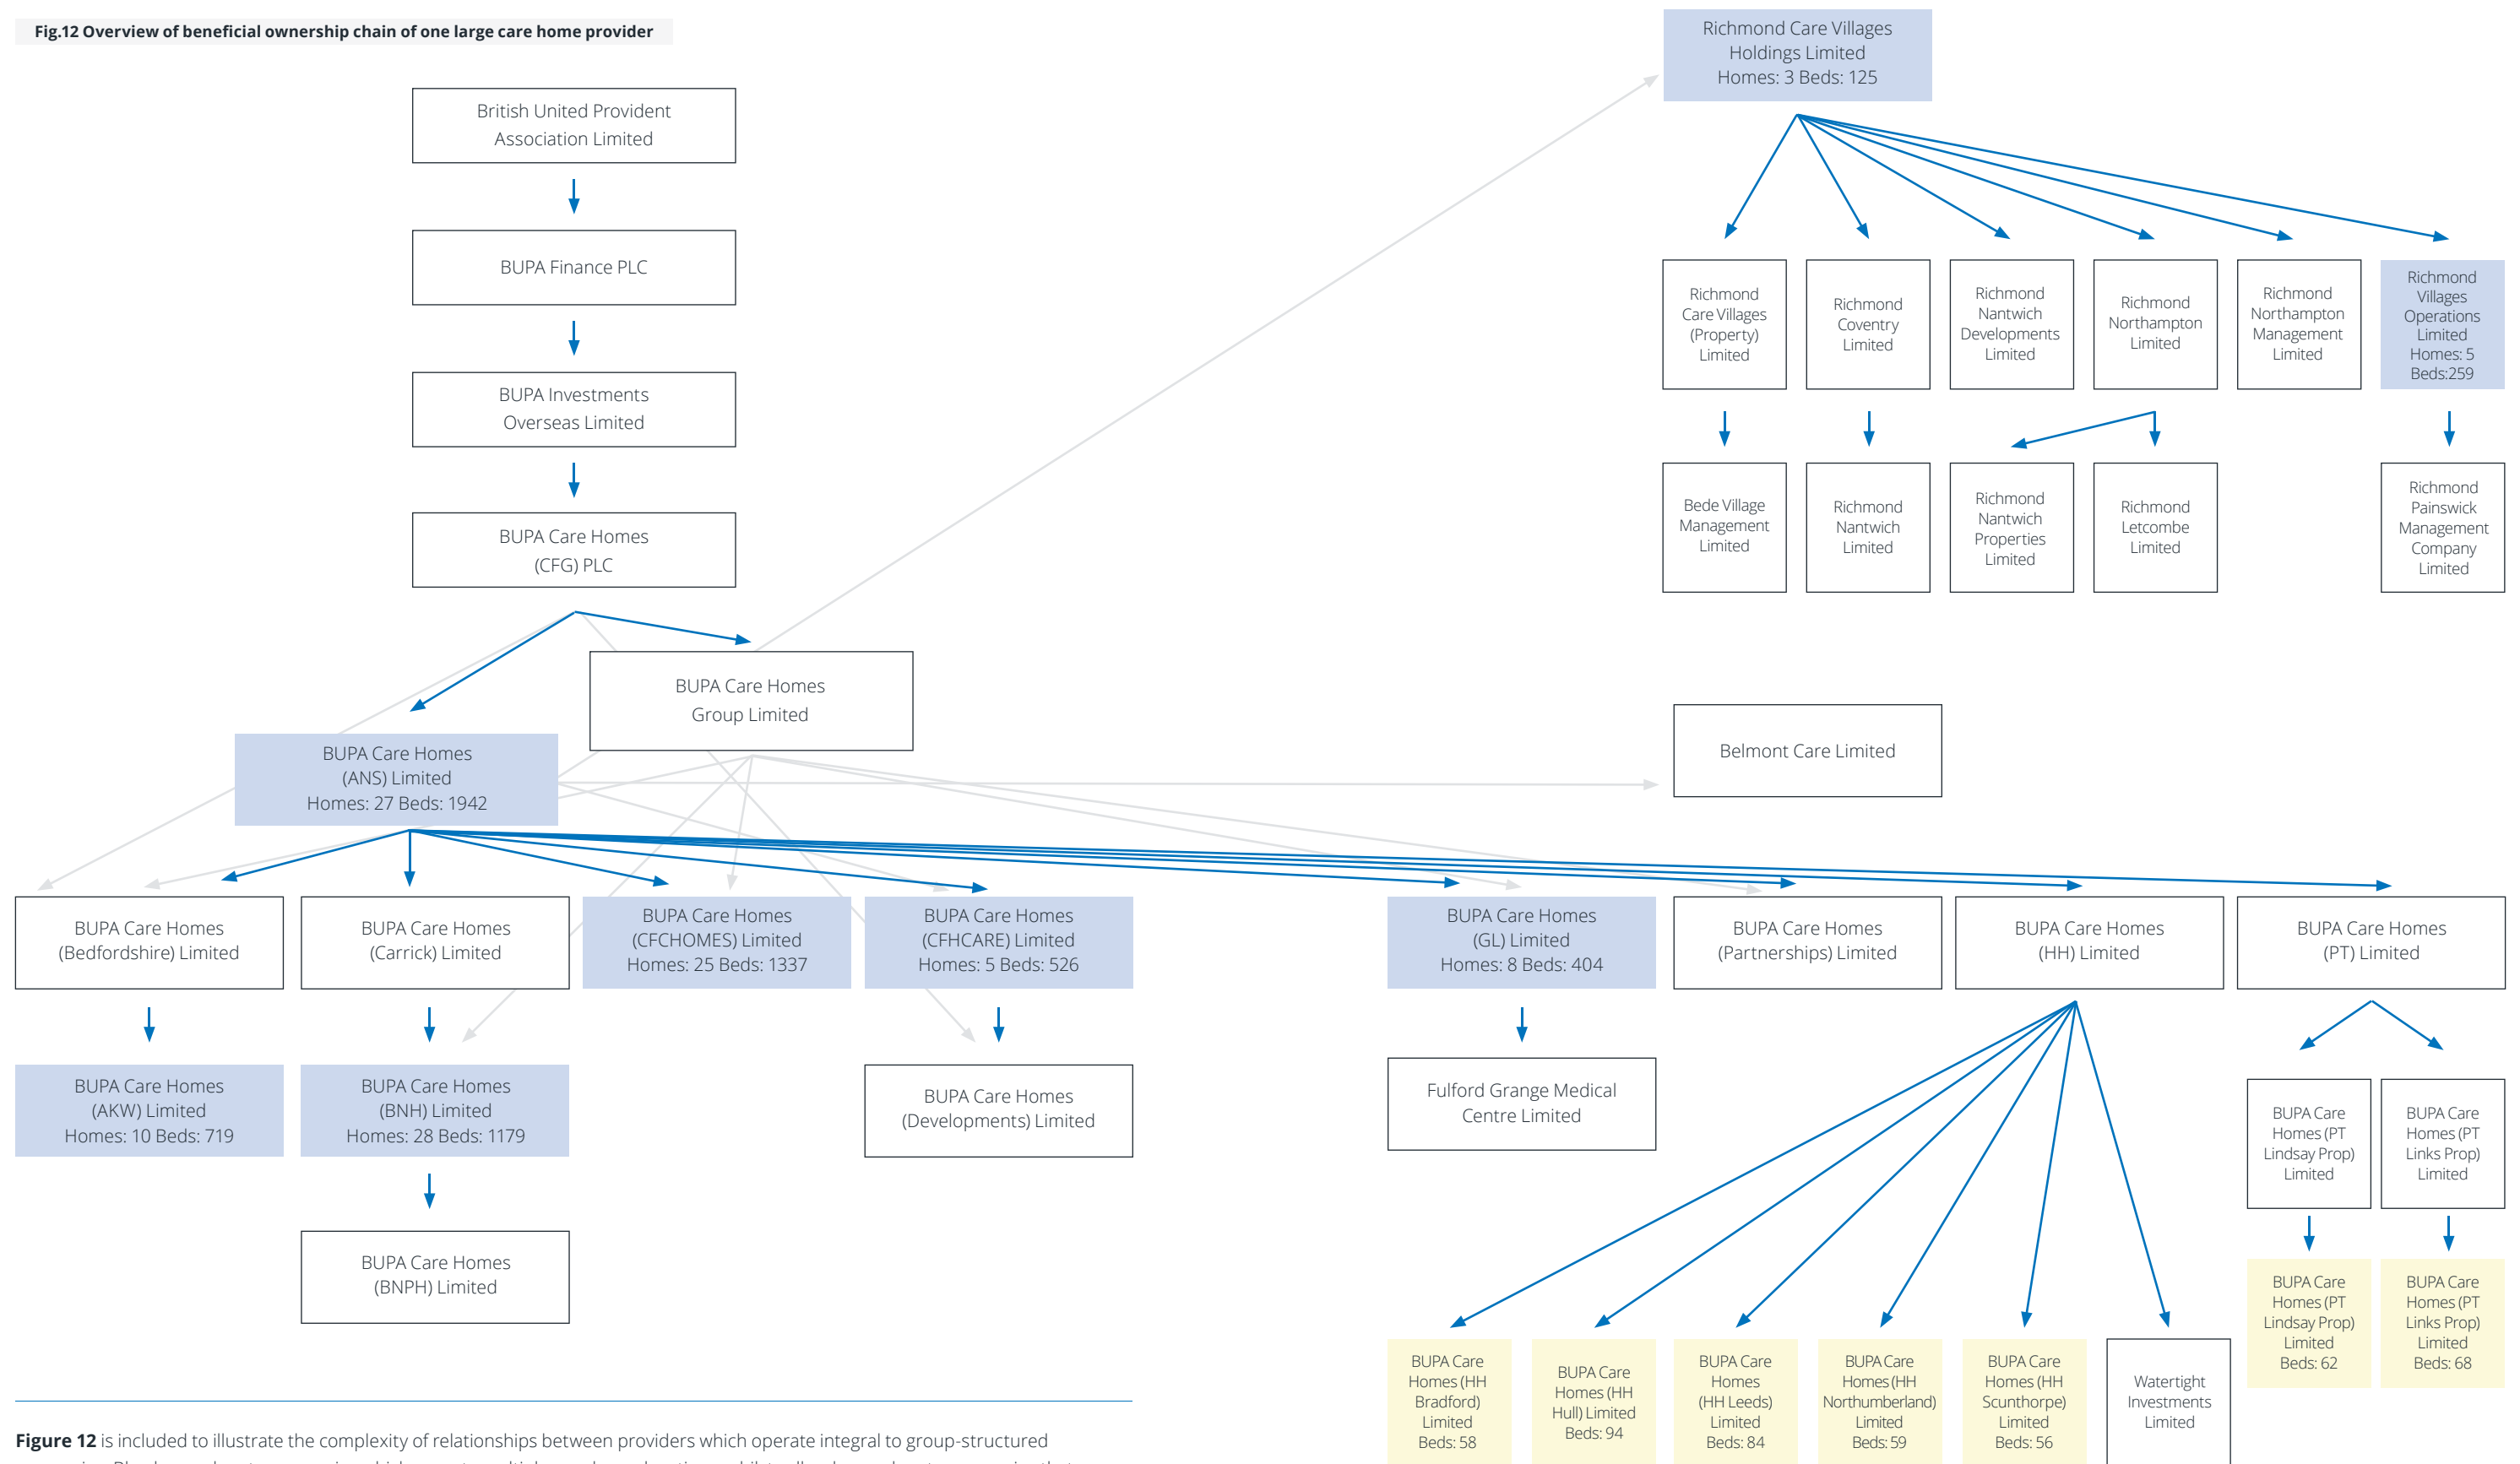 Fig.12 Overview of beneficial ownership chain of one large care home provider
British United Provident
Association Limited
BUPA Finance PLC
BUPA Investments
Overseas Limited
BUPA Care Homes
(CFG) PLC
BUPA Care Homes
Group Limited
BUPA Care Homes
(ANS) Limited
Homes: 27 Beds: 1942
Richmond Care Villages
Holdings Limited
Homes: 3 Beds: 125
Richmond
Care Villages
(Property)
Limited
Richmond
Coventry
Limited
Richmond
Nantwich
Developments
Limited
Richmond
Northampton
Limited
Richmond
Northampton
Management
Limited
Richmond
Villages
Operations
Limited
Homes: 5
Beds:259
Bede Village
Management
Limited
Richmond
Nantwich
Limited
Richmond
Nantwich
Properties
Limited
Richmond
Letcombe
Limited
Richmond
Painswick
Management
Company
Limited
Belmont Care Limited
BUPA Care Homes
(Bedfordshire) Limited
BUPA Care Homes
(Carrick) Limited
BUPA Care Homes
(CFCHOMES) Limited
Homes: 25 Beds: 1337
BUPA Care Homes
(CFHCARE) Limited
Homes: 5 Beds: 526
BUPA Care Homes
(GL) Limited
Homes: 8 Beds: 404
BUPA Care Homes
(Partnerships) Limited
BUPA Care Homes
(HH) Limited
BUPA Care Homes
(PT) Limited
BUPA Care Homes
(AKW) Limited
Homes: 10 Beds: 719
BUPA Care Homes
(BNH) Limited
Homes: 28 Beds: 1179
BUPA Care Homes
(Developments) Limited
Fulford Grange Medical
Centre Limited
BUPA Care
Homes (PT
Lindsay Prop)
Limited
BUPA Care
Homes (PT
Links Prop)
Limited
BUPA Care Homes
(BNPH) Limited
BUPA Care
Homes (PT
Lindsay Prop)
Limited
Beds: 62
BUPA Care
Homes (PT
Links Prop)
Limited
Beds: 68
BUPA Care
Homes (HH
Bradford)
Limited
Beds: 58
BUPA Care
Homes (HH
Hull) Limited
Beds: 94
BUPA Care
Homes
(HH Leeds)
Limited
Beds: 84
BUPA Care
Homes (HH
Northumberland)
Limited
Beds: 59
BUPA Care
Homes (HH
Scunthorpe)
Limited
Beds: 56
Watertight
Investments
Limited
Figure 12 is included to illustrate the complexity of relationships between providers which operate integral to group-structured